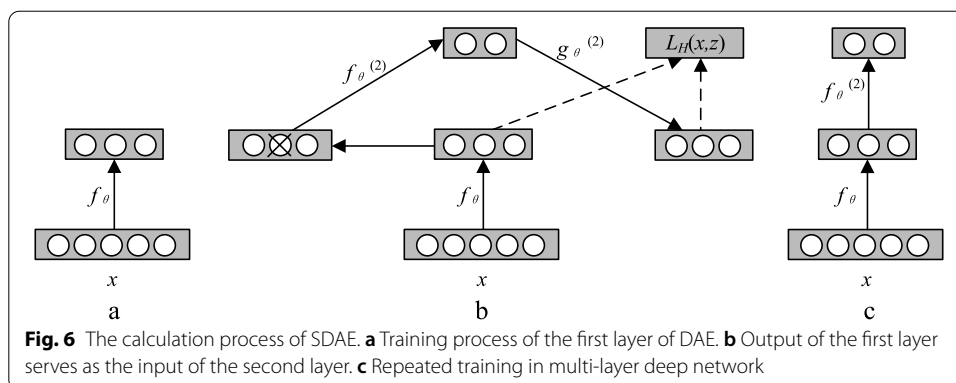 L_H(x,z)
f_θ^(2)
g_θ^(2)
f_θ^(2)
f_θ
f_θ
f_θ
x
x
x
a
b
c
Fig. 6 The calculation process of SDAE. a Training process of the first layer of DAE. b Output of the first layer
serves as the input of the second layer. c Repeated training in multi-layer deep network